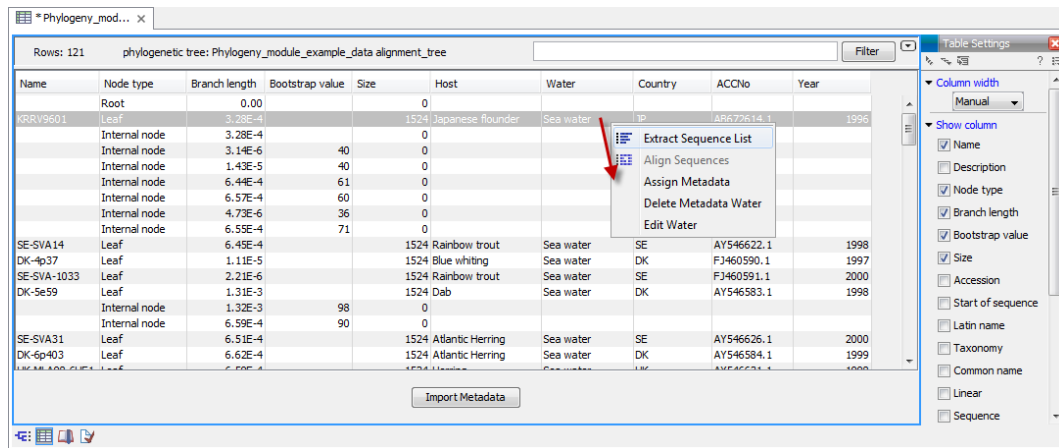 * Phylogeny_mod...
Rows: 121 phylogenetic tree: Phylogeny_module_example_data alignment_tree Filter
Name Node type Branch length Bootstrap value Size Host Water Country ACCNo Year
Root 0.00 0
KRRV9601 Leaf 3.28E-4 1524 Japanese flounder Sea water JP AB672614.1 1996
Internal node 3.28E-4 0
Internal node 3.14E-6 40 0
Internal node 1.43E-5 40 0
Internal node 6.44E-4 61 0
Internal node 6.57E-4 60 0
Internal node 4.73E-6 36 0
Internal node 6.55E-4 71 0
SE-SVA14 Leaf 6.45E-4 1524 Rainbow trout Sea water SE AY546622.1 1998
DK-4p37 Leaf 1.11E-5 1524 Blue whiting Sea water DK FJ460590.1 1997
SE-SVA-1033 Leaf 2.21E-6 1524 Rainbow trout Sea water SE FJ460591.1 2000
DK-5e59 Leaf 1.31E-3 1524 Dab Sea water DK AY546583.1 1998
Internal node 1.32E-3 98 0
Internal node 6.59E-4 90 0
SE-SVA31 Leaf 6.51E-4 1524 Atlantic Herring Sea water SE AY546626.1 2000
DK-6p403 Leaf 6.62E-4 1524 Atlantic Herring Sea water DK AY546584.1 1999
Extract Sequence List
Align Sequences
Assign Metadata
Delete Metadata Water
Edit Water
Import Metadata
Table Settings
?
Column width
Manual
Show column
Name
Description
Node type
Branch length
Bootstrap value
Size
Accession
Start of sequence
Latin name
Taxonomy
Common name
Linear
Sequence